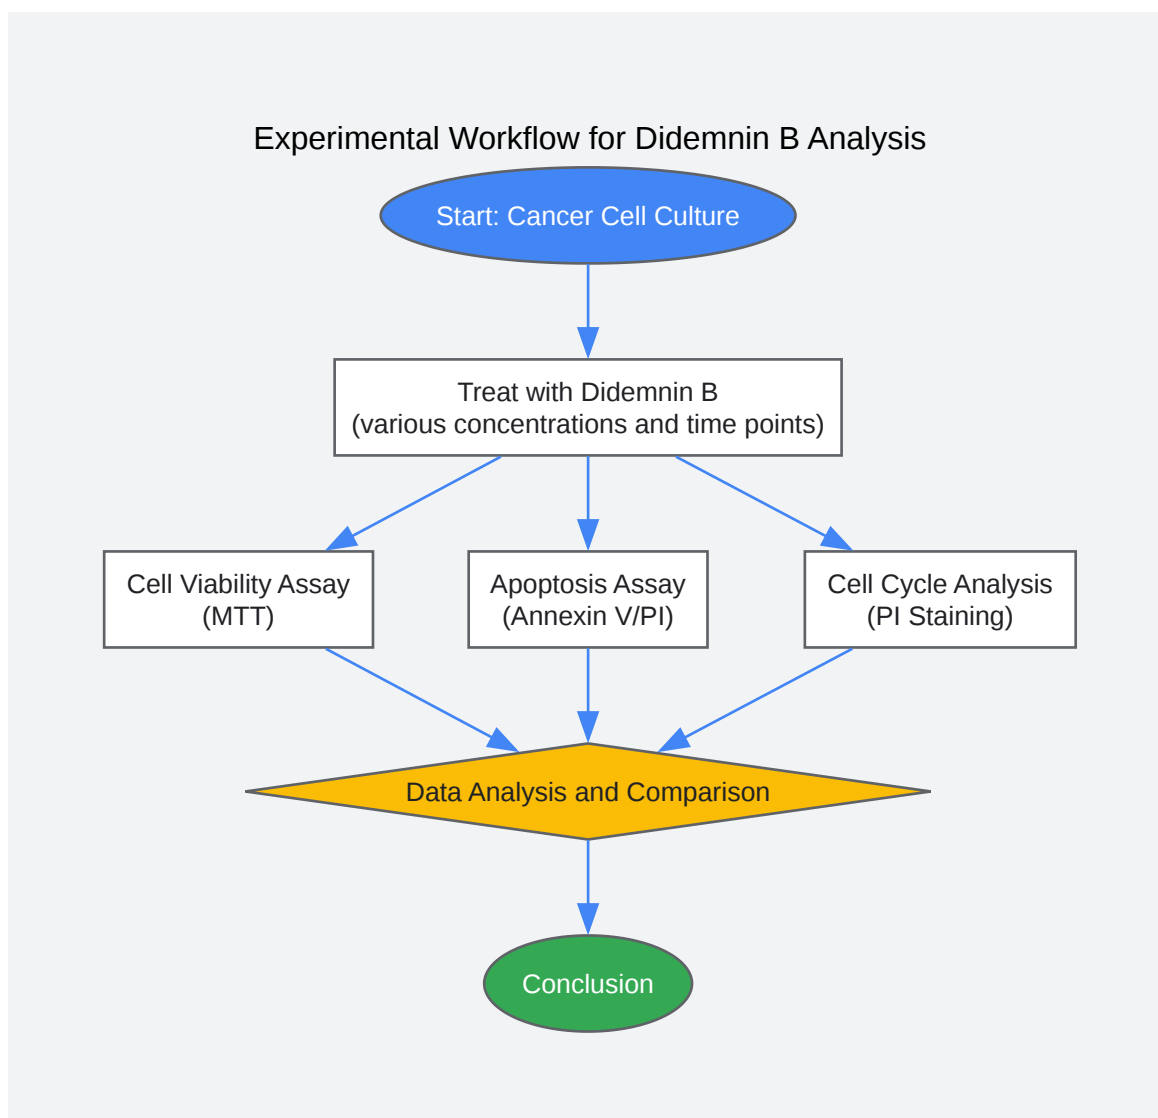 Experimental Workflow for Didemnin B Analysis
Start: Cancer Cell Culture
Treat with Didemnin B
(various concentrations and time points)
Cell Viability Assay
(MTT)
Apoptosis Assay
(Annexin V/PI)
Cell Cycle Analysis
(PI Staining)
Data Analysis and Comparison
Conclusion